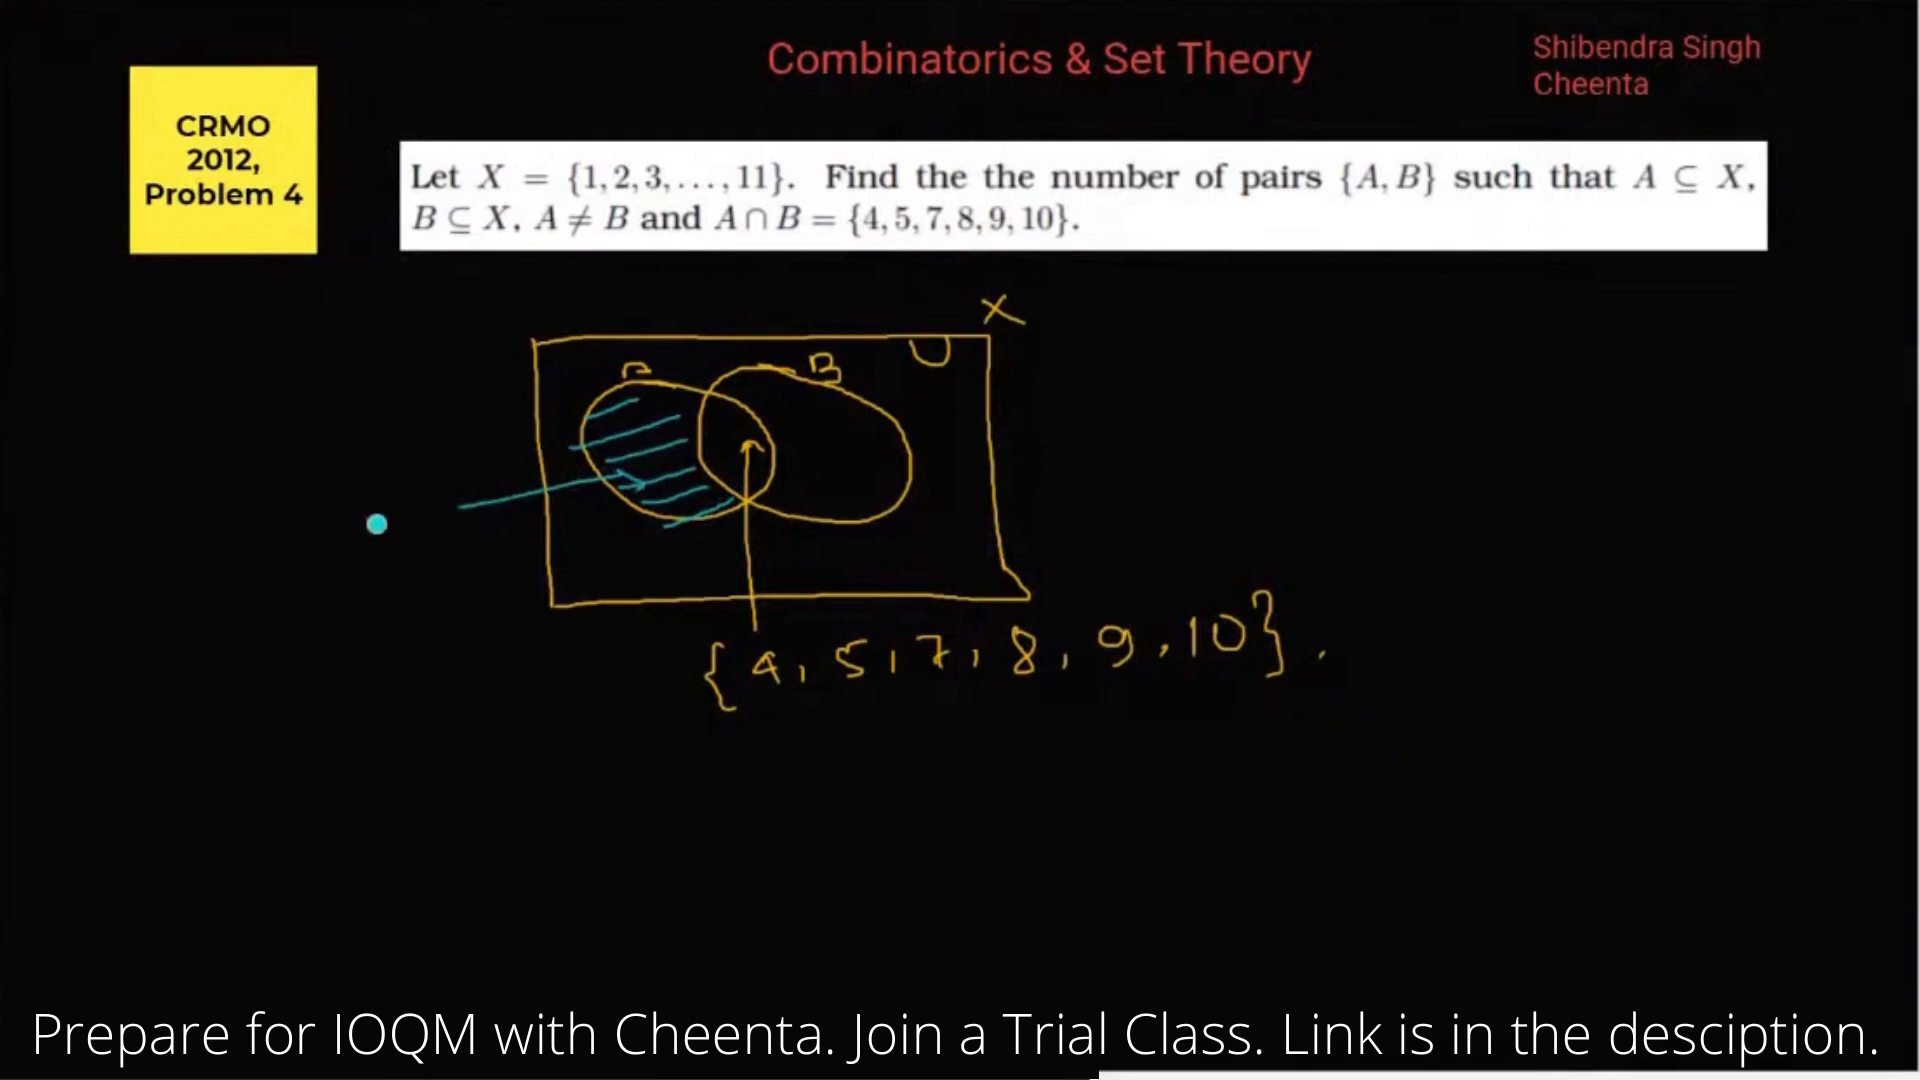 Combinatorics & Set Theory
Shibendra Singh
Cheenta
CRMO
2012,
Problem 4
Let X = {1, 2, 3, . . . , 11}. Find the the number of pairs {A, B} such that A ⊆ X,
B ⊆ X, A ≠ B and A ∩ B = {4, 5, 7, 8, 9, 10}.
X
A B U
{4, 5, 7, 8, 9, 10}.
Prepare for IOQM with Cheenta. Join a Trial Class. Link is in the desciption.